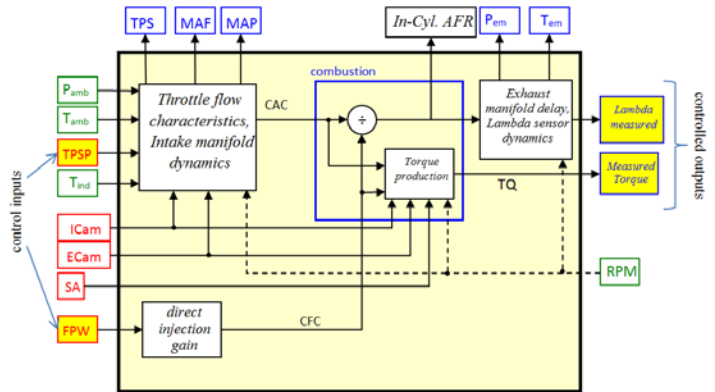 TPS
MAF
MAP
In-Cyl. AFR
Pem
Tem
combustion
Pamb
Tamb
TPSP
Tind
control inputs
ICam
ECam
SA
FPW
Throttle flow
characteristics,
Intake manifold
dynamics
CAC
÷
Torque
production
Exhaust
manifold delay,
Lambda sensor
dynamics
TQ
Lambda
measured
Measured
Torque
controlled outputs
RPM
direct
injection
gain
CFC